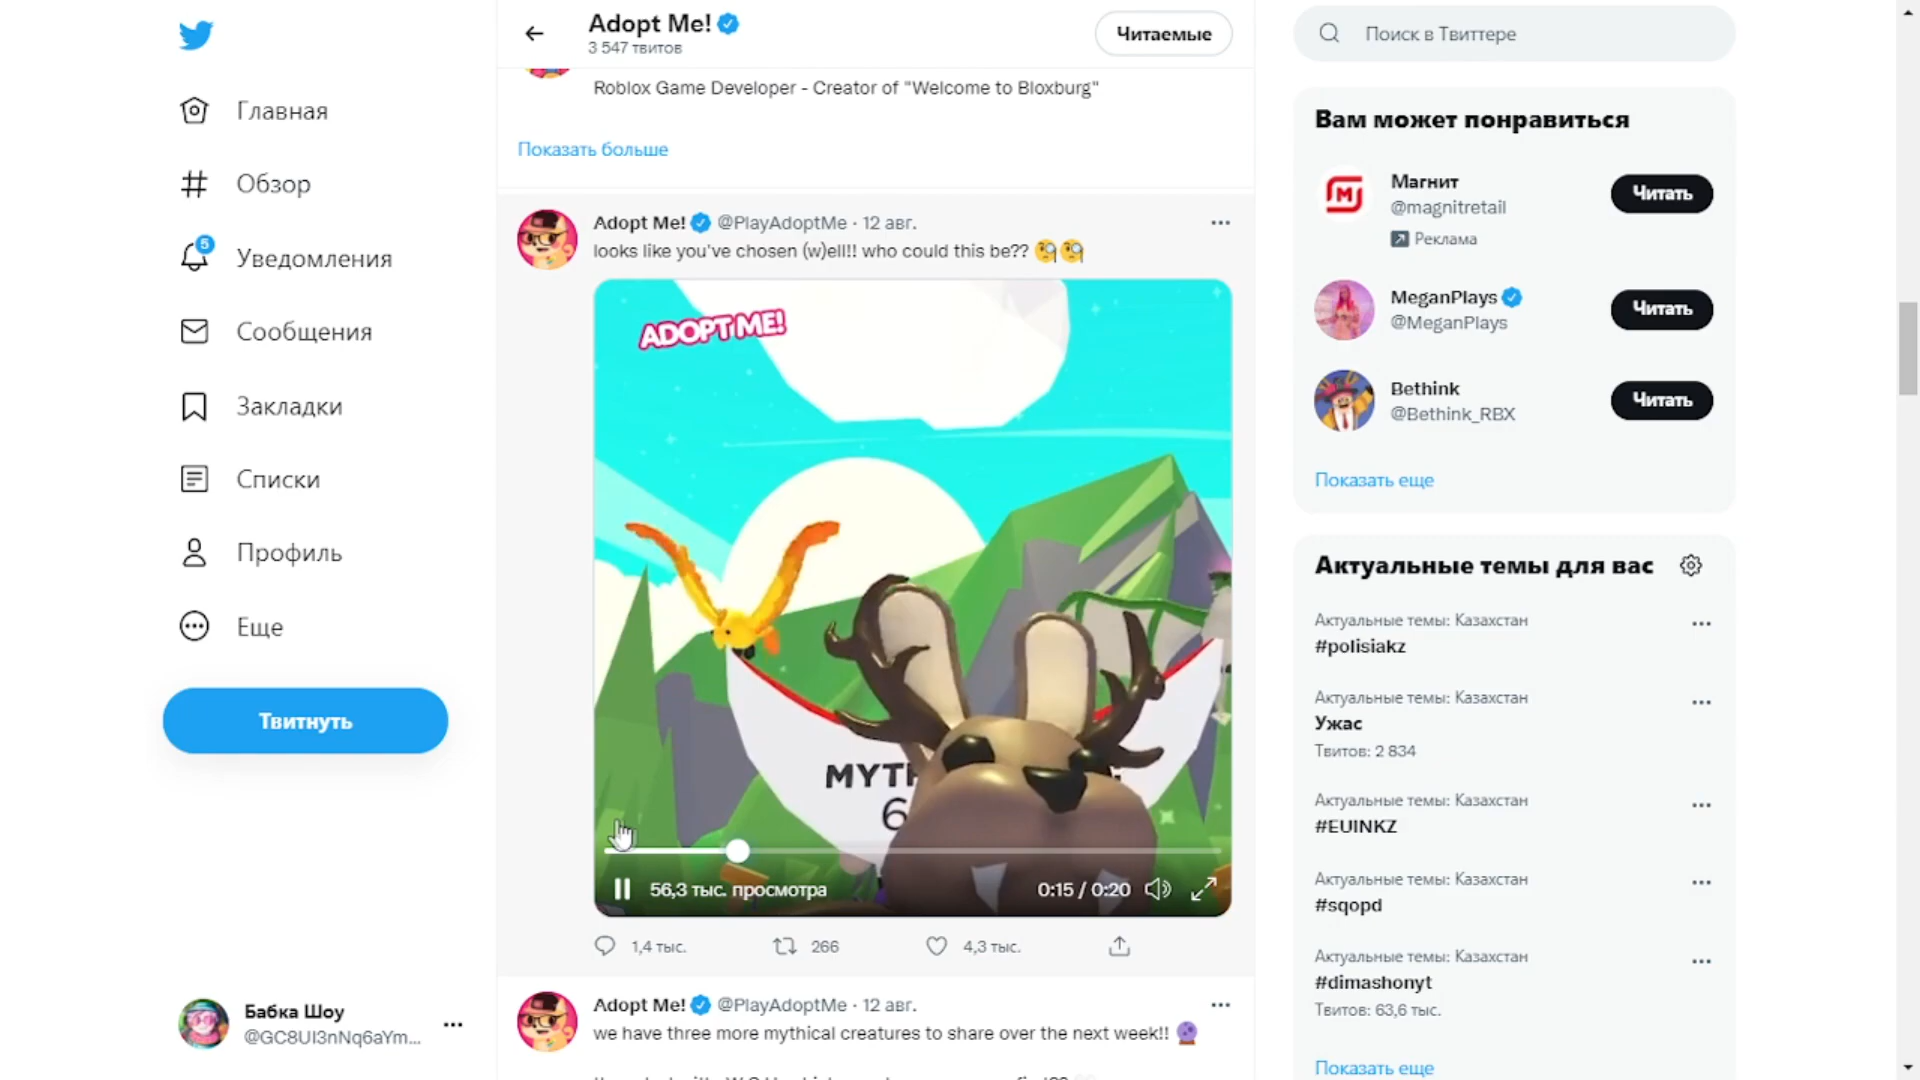 Главная
Обзор
5
Уведомления
Сообщения
Закладки
Списки
Профиль
Еще
Твитнуть
Бабка Шоу
@GC8UI3nNq6aYm...
Adopt Me!
3 547 твитов
Читаемые
Roblox Game Developer - Creator of "Welcome to Bloxburg"
Показать больше
Adopt Me! @PlayAdoptMe · 12 авг.
looks like you've chosen (w)ell!! who could this be??
ADOPT ME!
MYTH
6
56,3 тыс. просмотра
0:15 / 0:20
1,4 тыс.
266
4,3 тыс.
Adopt Me! @PlayAdoptMe · 12 авг.
we have three more mythical creatures to share over the next week!!
Поиск в Твиттере
Вам может понравиться
Магнит
@magnitretail
Реклама
Читать
MeganPlays
@MeganPlays
Читать
Bethink
@Bethink_RBX
Читать
Показать еще
Актуальные темы для вас
Актуальные темы: Казахстан
#polisiakz
Актуальные темы: Казахстан
Ужас
Твитов: 2 834
Актуальные темы: Казахстан
#EUINKZ
Актуальные темы: Казахстан
#sqopd
Актуальные темы: Казахстан
#dimashonyt
Твитов: 63,6 тыс.
Показать еще